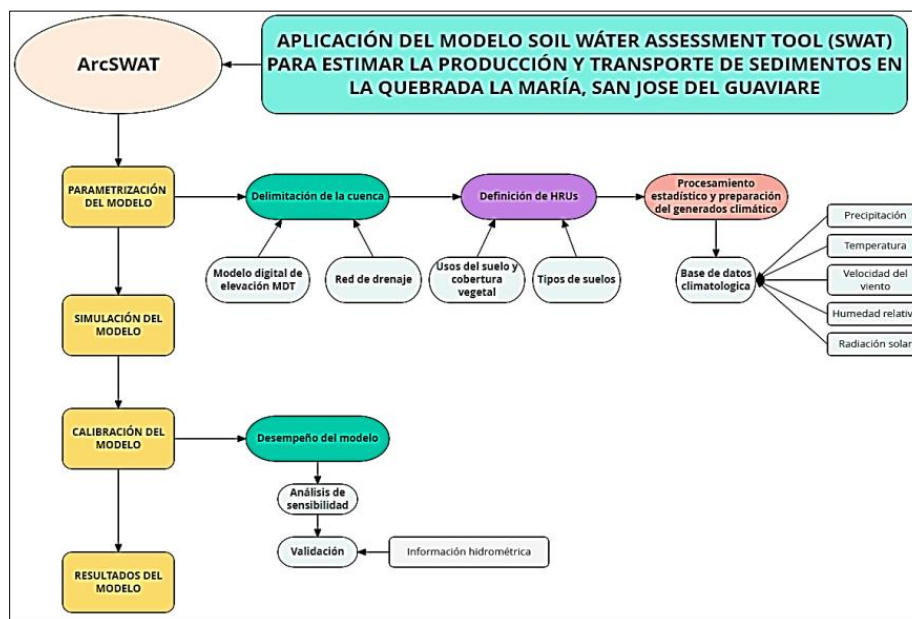 ArcSWAT
APLICACIÓN DEL MODELO SOIL WÁTER ASSESSMENT TOOL (SWAT)
PARA ESTIMAR LA PRODUCCIÓN Y TRANSPORTE DE SEDIMENTOS EN
LA QUEBRADA LA MARÍA, SAN JOSE DEL GUAVIARE
PARAMETRIZACIÓN
DEL MODELO
Delimitación de la cuenca
Definición de HRUs
Procesamiento
estadístico y preparación
del generados climático
Modelo digital de
elevación MDT
Red de drenaje
Usos del suelo y
cobertura
vegetal
Tipos de suelos
Base de datos
climatologica
Precipitación
Temperatura
Velocidad del
viento
Humedad relativ
Radiación solar
SIMULACIÓN DEL
MODELO
CALIBRACIÓN DEL
MODELO
Desempeño del modelo
Análisis de
sensibilidad
Validación
Información hidrométrica
RESULTADOS DEL
MODELO